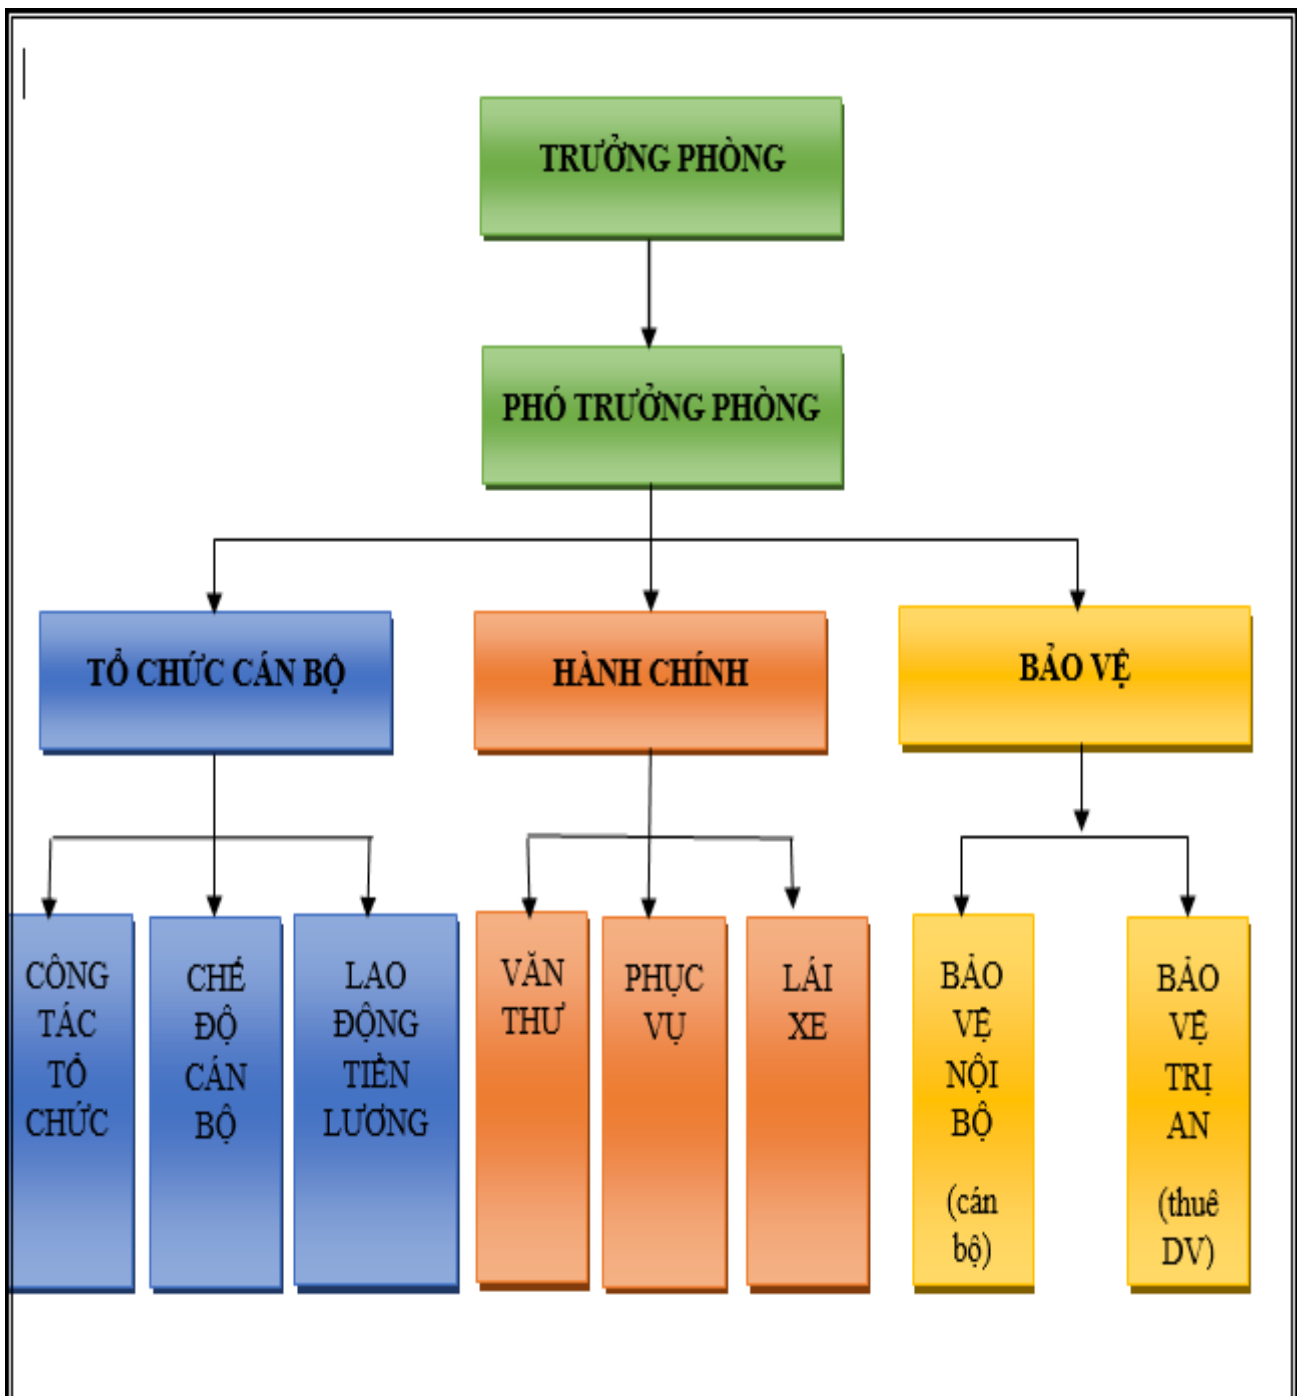 TRƯỞNG PHÒNG
PHÓ TRƯỞNG PHÒNG
TỔ CHỨC CÁN BỘ
HÀNH CHÍNH
BẢO VỆ
CÔNG
TÁC
TỔ
CHỨC
CHẾ
ĐỘ
CÁN
BỘ
LAO
ĐỘNG
TIỀN
LƯƠNG
VĂN
THƯ
PHỤC
VỤ
LÁI
XE
BẢO
VỆ
NỘI
BỘ
(cán
bộ)
BẢO
VỆ
TRỊ
AN
(thuê
DV)